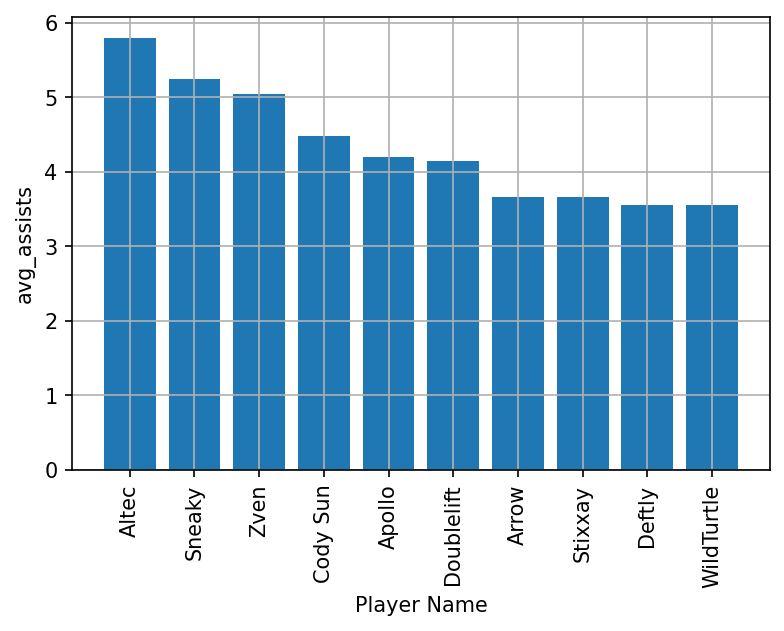 6
5
4
3
2
1
0
avg_assists
Altec
Sneaky
Zven
Cody Sun
Apollo
Doublelift
Arrow
Stixxay
Deftly
WildTurtle
Player Name